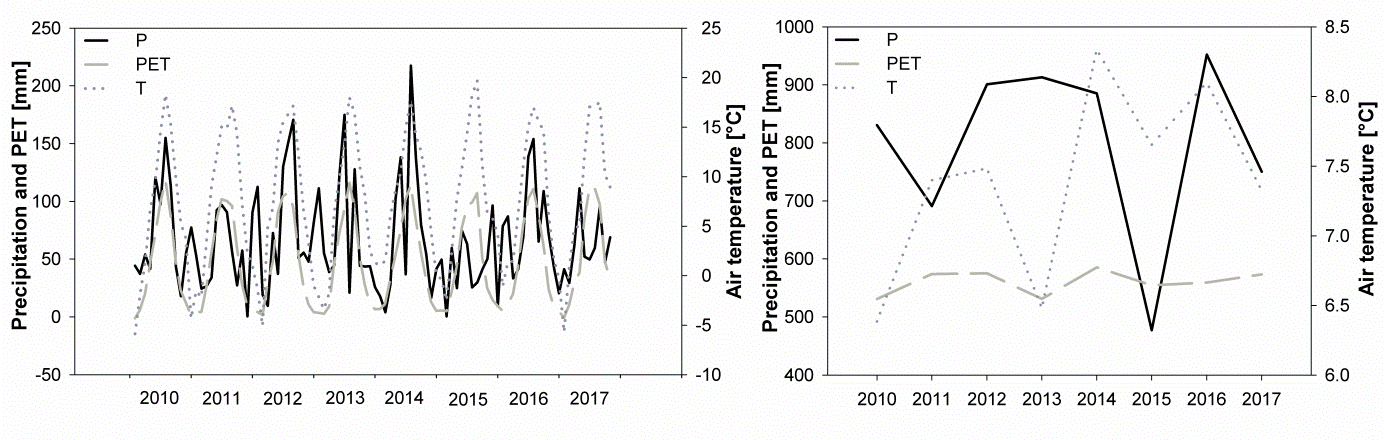 Precipitation and PET [mm]
250
200
150
100
50
0
-50
P
PET
T
25
20
15
10
5
0
-5
-10
Air temperature [°C]
2010 2011 2012 2013 2014 2015 2016 2017
Precipitation and PET [mm]
1000
900
800
700
600
500
400
P
PET
T
8.5
8.0
7.5
7.0
6.5
6.0
Air temperature [°C]
2010 2011 2012 2013 2014 2015 2016 2017